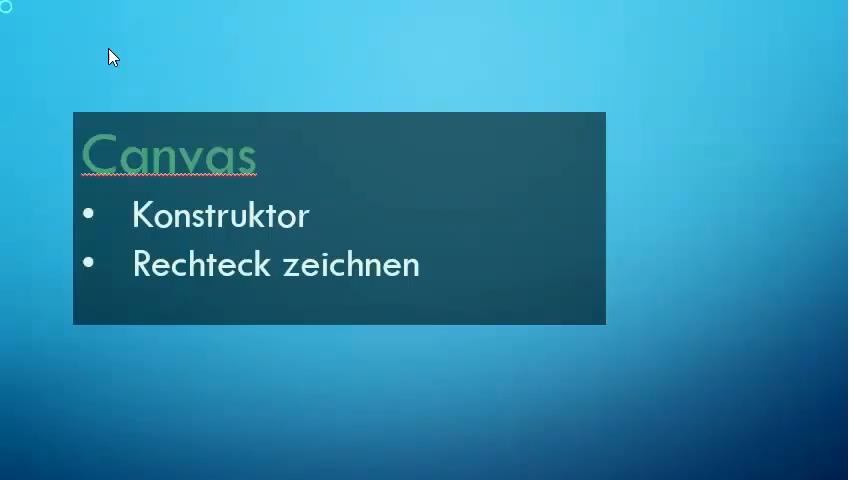 Canvas
• Konstruktor
• Rechteck zeichnen